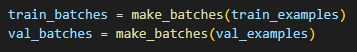 train_batches = make_batches(train_examples)
val_batches = make_batches(val_examples)